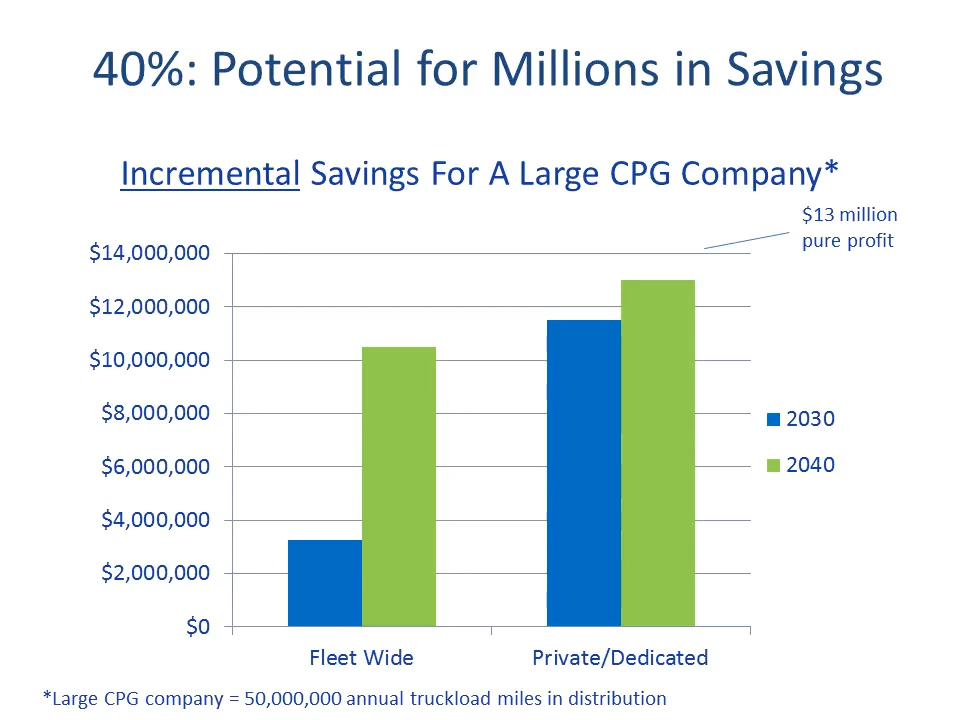 40%: Potential for Millions in Savings
Incremental Savings For A Large CPG Company*
$13 million
pure profit
$14,000,000
$12,000,000
$10,000,000
$8,000,000
$6,000,000
$4,000,000
$2,000,000
$0
2030
2040
Fleet Wide
Private/Dedicated
*Large CPG company = 50,000,000 annual truckload miles in distribution